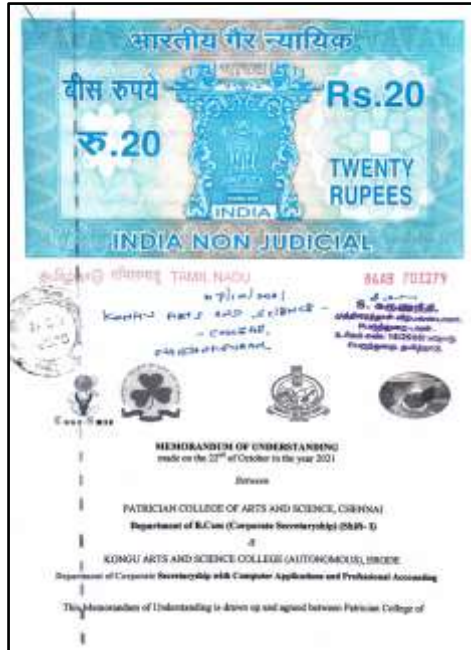 भारतीय गैर न्यायिक
बीस रुपये
Rs.20
रु.20
TWENTY
RUPEES
INDIA
INDIA NON JUDICIAL
TAMIL NADU
KONGU ARTS AND SCIENCE -
- COLLEGE,
MEMORANDUM OF UNDERSTANDING
made on the 22nd of October in the year 2021
Between
PATRICIAN COLLEGE OF ARTS AND SCIENCE, CHENNAI
Department of B.Com (Corporate Secretaryship) (Shift- I)
&
KONGU ARTS AND SCIENCE COLLEGE (AUTONOMOUS), ERODE
Department of Corporate Secretaryship with Computer Applications and Professional Accounting
This Memorandum of Understanding is drawn up and agreed between Patrician College of